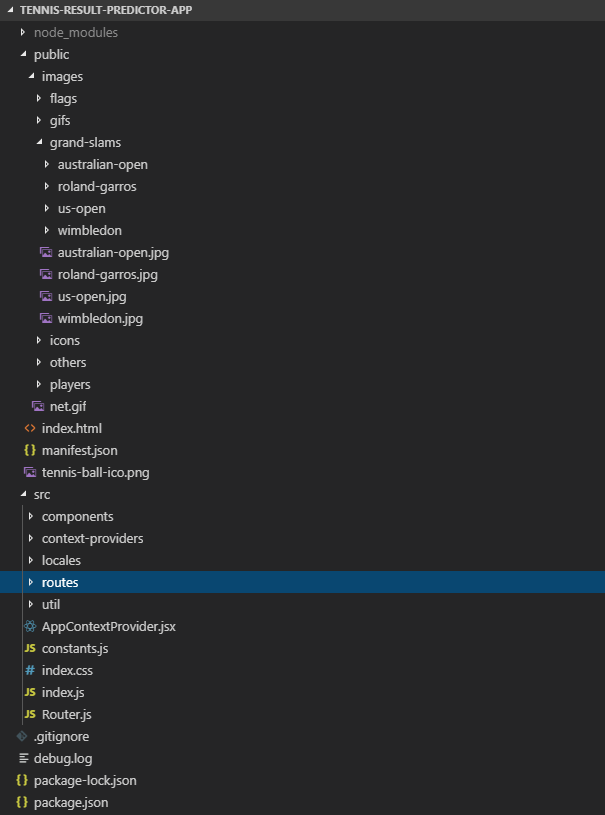 TENNIS-RESULT-PREDICTOR-APP
node_modules
public
images
flags
gifs
grand-slams
australian-open
roland-garros
us-open
wimbledon
australian-open.jpg
roland-garros.jpg
us-open.jpg
wimbledon.jpg
icons
others
players
net.gif
<> index.html
{} manifest.json
tennis-ball-ico.png
src
components
context-providers
locales
routes
util
AppContextProvider.jsx
JS constants.js
# index.css
JS index.js
JS Router.js
.gitignore
debug.log
{} package-lock.json
{} package.json